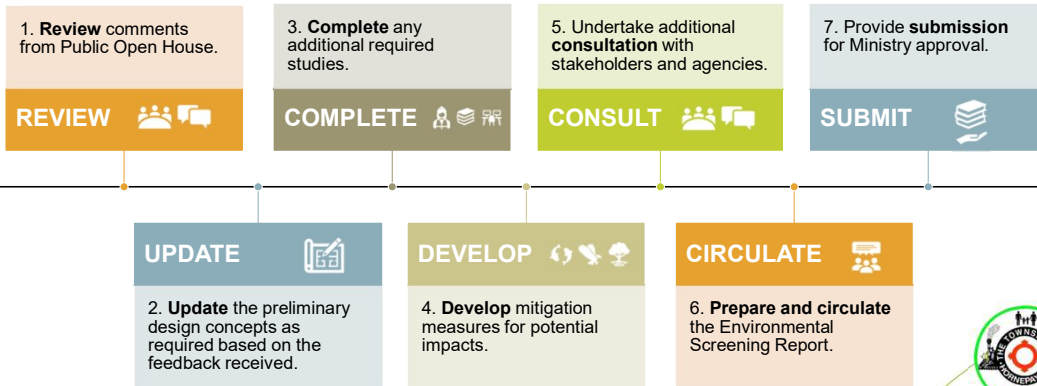 1. Review comments
from Public Open House.
REVIEW
3. Complete any
additional required
studies.
COMPLETE
5. Undertake additional
consultation with
stakeholders and agencies.
CONSULT
7. Provide submission
for Ministry approval.
SUBMIT
UPDATE
2. Update the preliminary
design concepts as
required based on the
feedback received.
DEVELOP
4. Develop mitigation
measures for potential
impacts.
CIRCULATE
6. Prepare and circulate
the Environmental
Screening Report.
THE